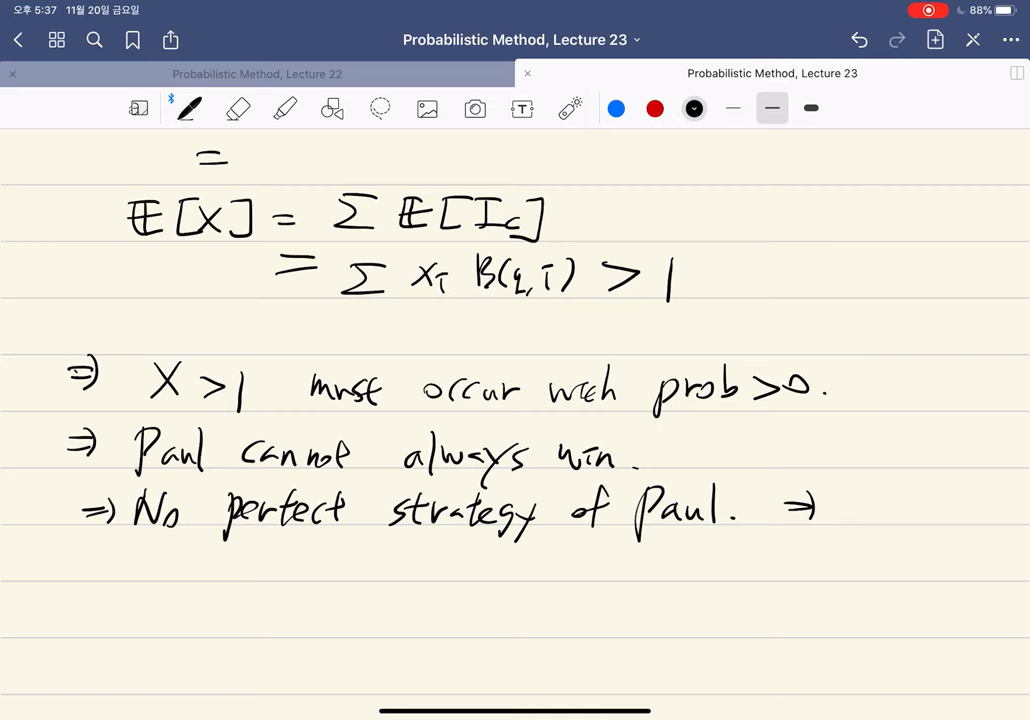 오후 5:37 11월 20일 금요일 88%
Probabilistic Method, Lecture 23
Probabilistic Method, Lecture 22
Probabilistic Method, Lecture 23
=
𝔼[X] = Σ 𝔼[I_c]
= Σ x_i B(q,i) > 1
⇒ X > 1 must occur with prob > 0.
⇒ Paul cannot always win.
⇒ No perfect strategy of Paul. ⇒